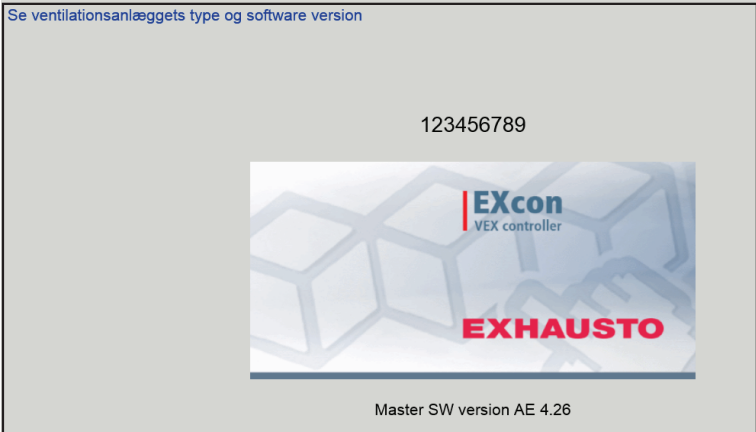 Se ventilationsanlæggets type og software version
123456789
EXcon
VEX controller
EXHAUSTO
Master SW version AE 4.26